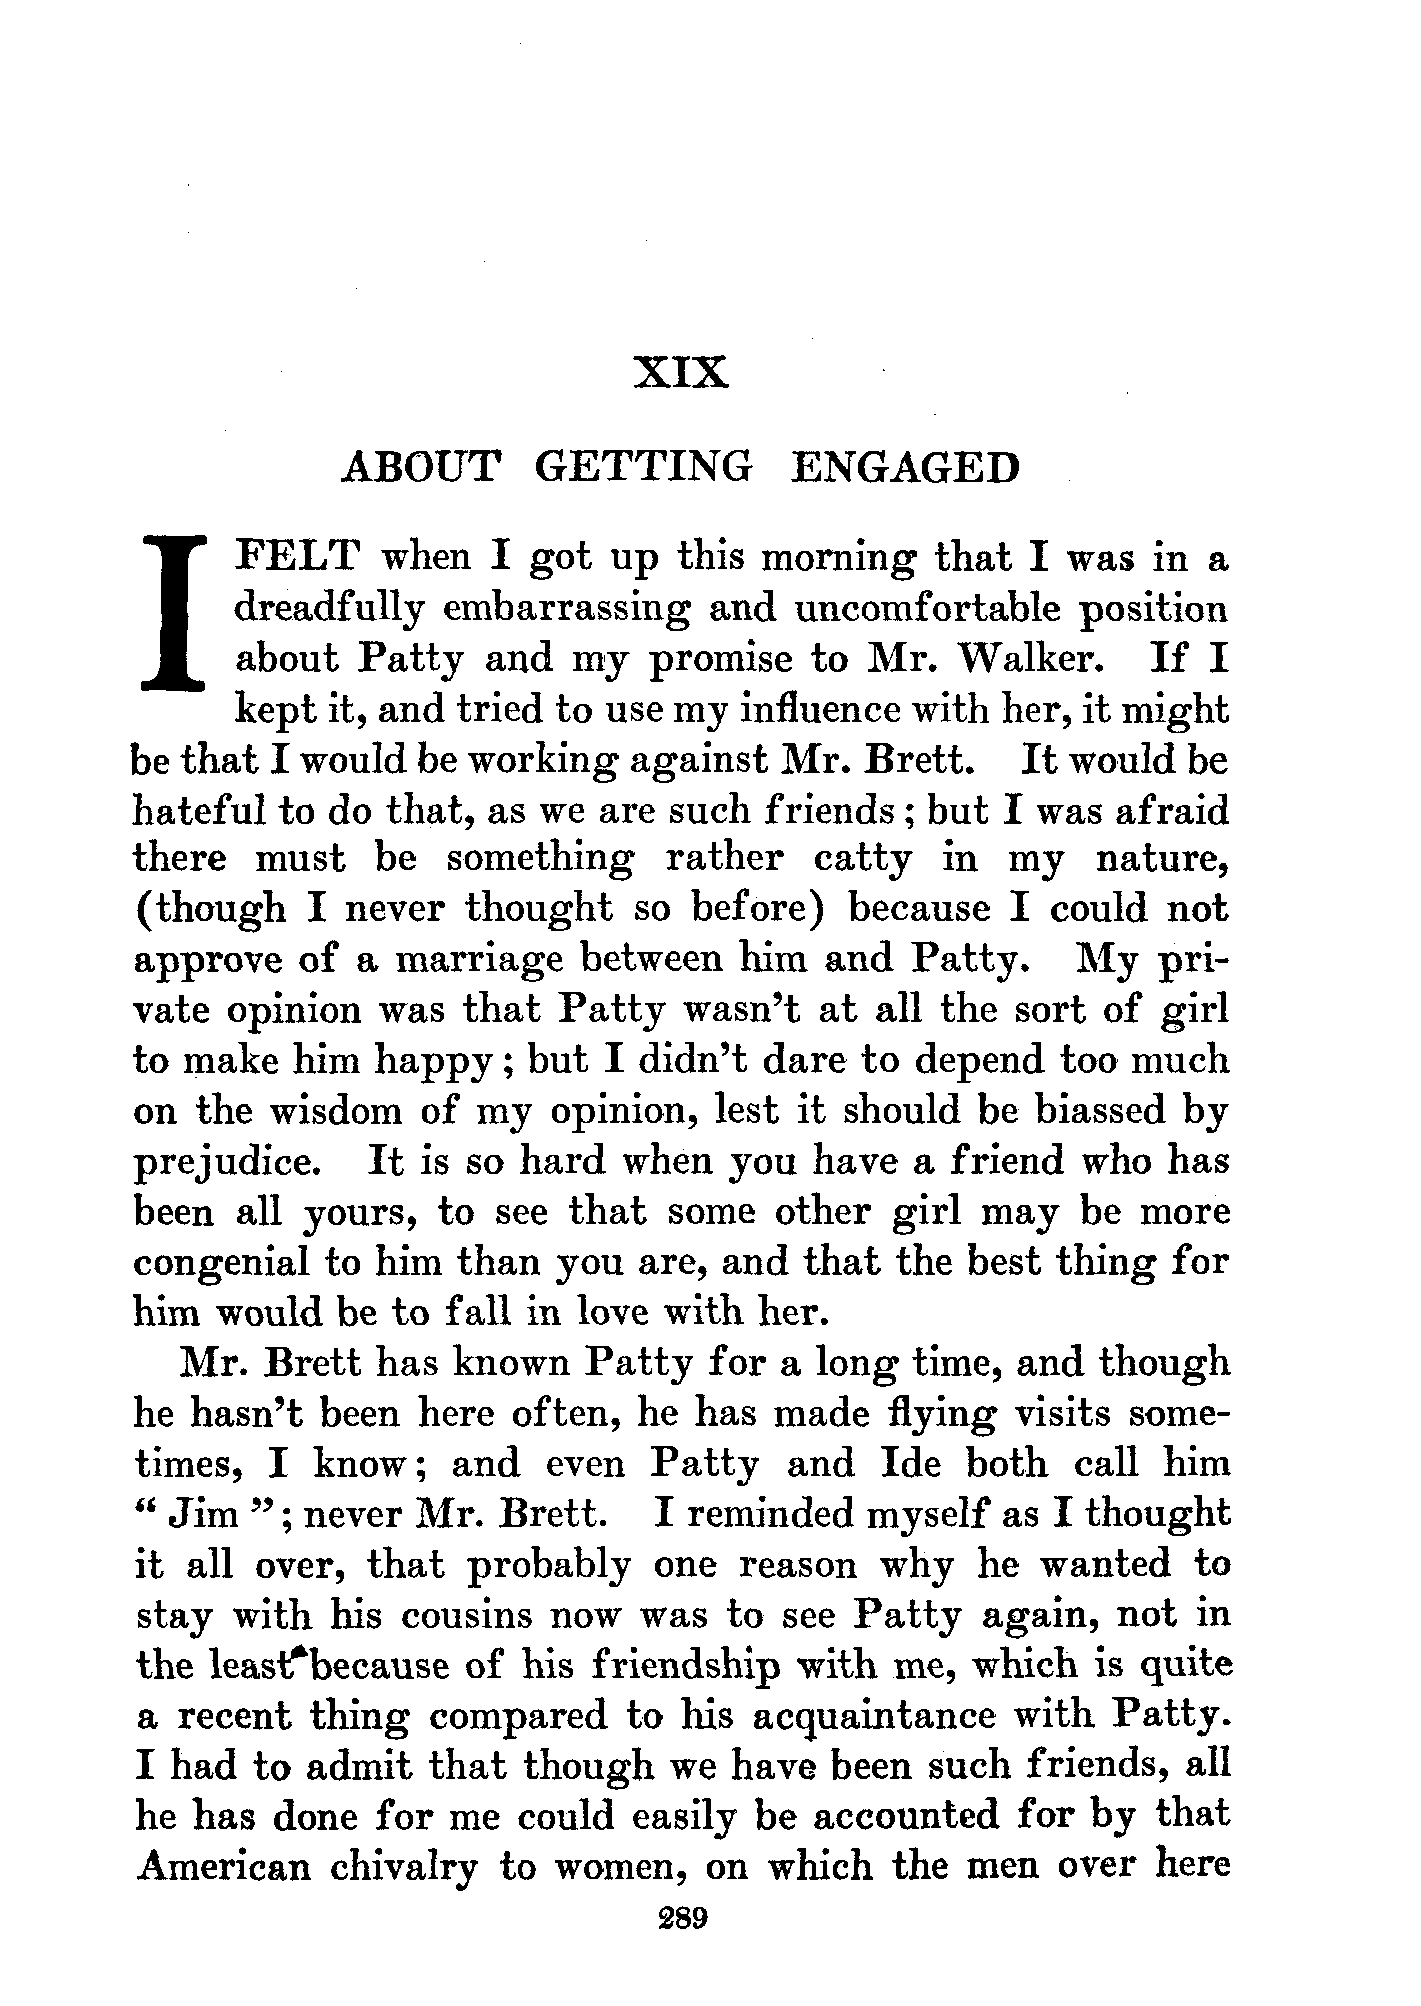 XIX
ABOUT GETTING ENGAGED
I FELT when I got up this morning that I was in a
dreadfully embarrassing and uncomfortable position
about Patty and my promise to Mr. Walker. If I
kept it, and tried to use my influence with her, it might
be that I would be working against Mr. Brett. It would be
hateful to do that, as we are such friends; but I was afraid
there must be something rather catty in my nature,
(though I never thought so before) because I could not
approve of a marriage between him and Patty. My pri-
vate opinion was that Patty wasn't at all the sort of girl
to make him happy; but I didn't dare to depend too much
on the wisdom of my opinion, lest it should be biassed by
prejudice. It is so hard when you have a friend who has
been all yours, to see that some other girl may be more
congenial to him than you are, and that the best thing for
him would be to fall in love with her.
Mr. Brett has known Patty for a long time, and though
he hasn't been here often, he has made flying visits some-
times, I know; and even Patty and Ide both call him
“Jim”; never Mr. Brett. I reminded myself as I thought
it all over, that probably one reason why he wanted to
stay with his cousins now was to see Patty again, not in
the least because of his friendship with me, which is quite
a recent thing compared to his acquaintance with Patty.
I had to admit that though we have been such friends, all
he has done for me could easily be accounted for by that
American chivalry to women, on which the men over here
289